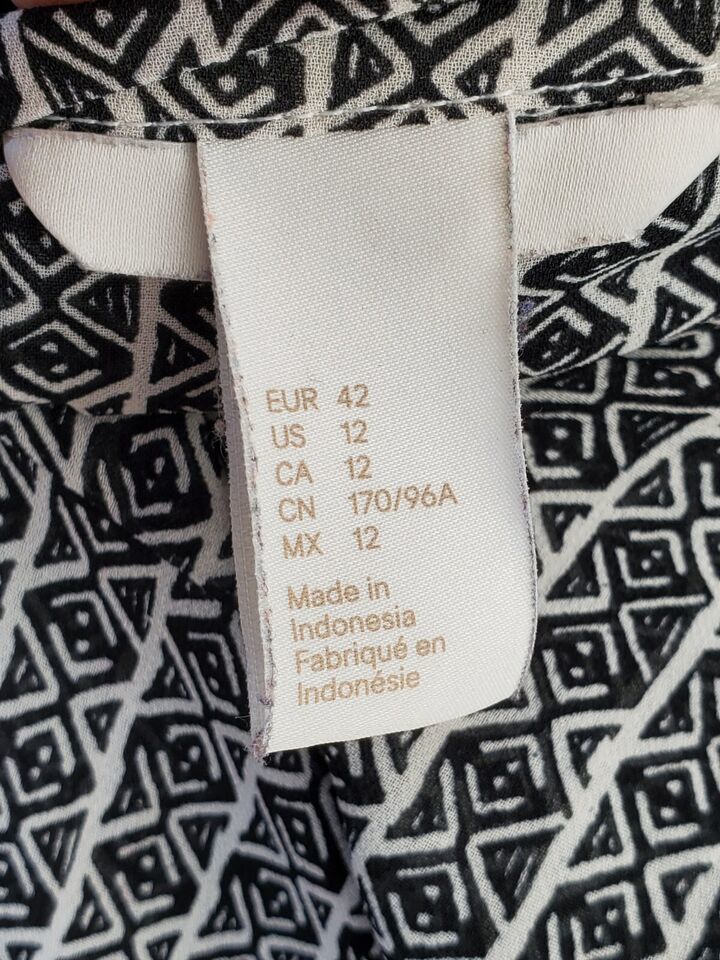 EUR 42
US 12
CA 12
CN 170/96A
MX 12
Made in
Indonesia
Fabriqué en
Indonésie